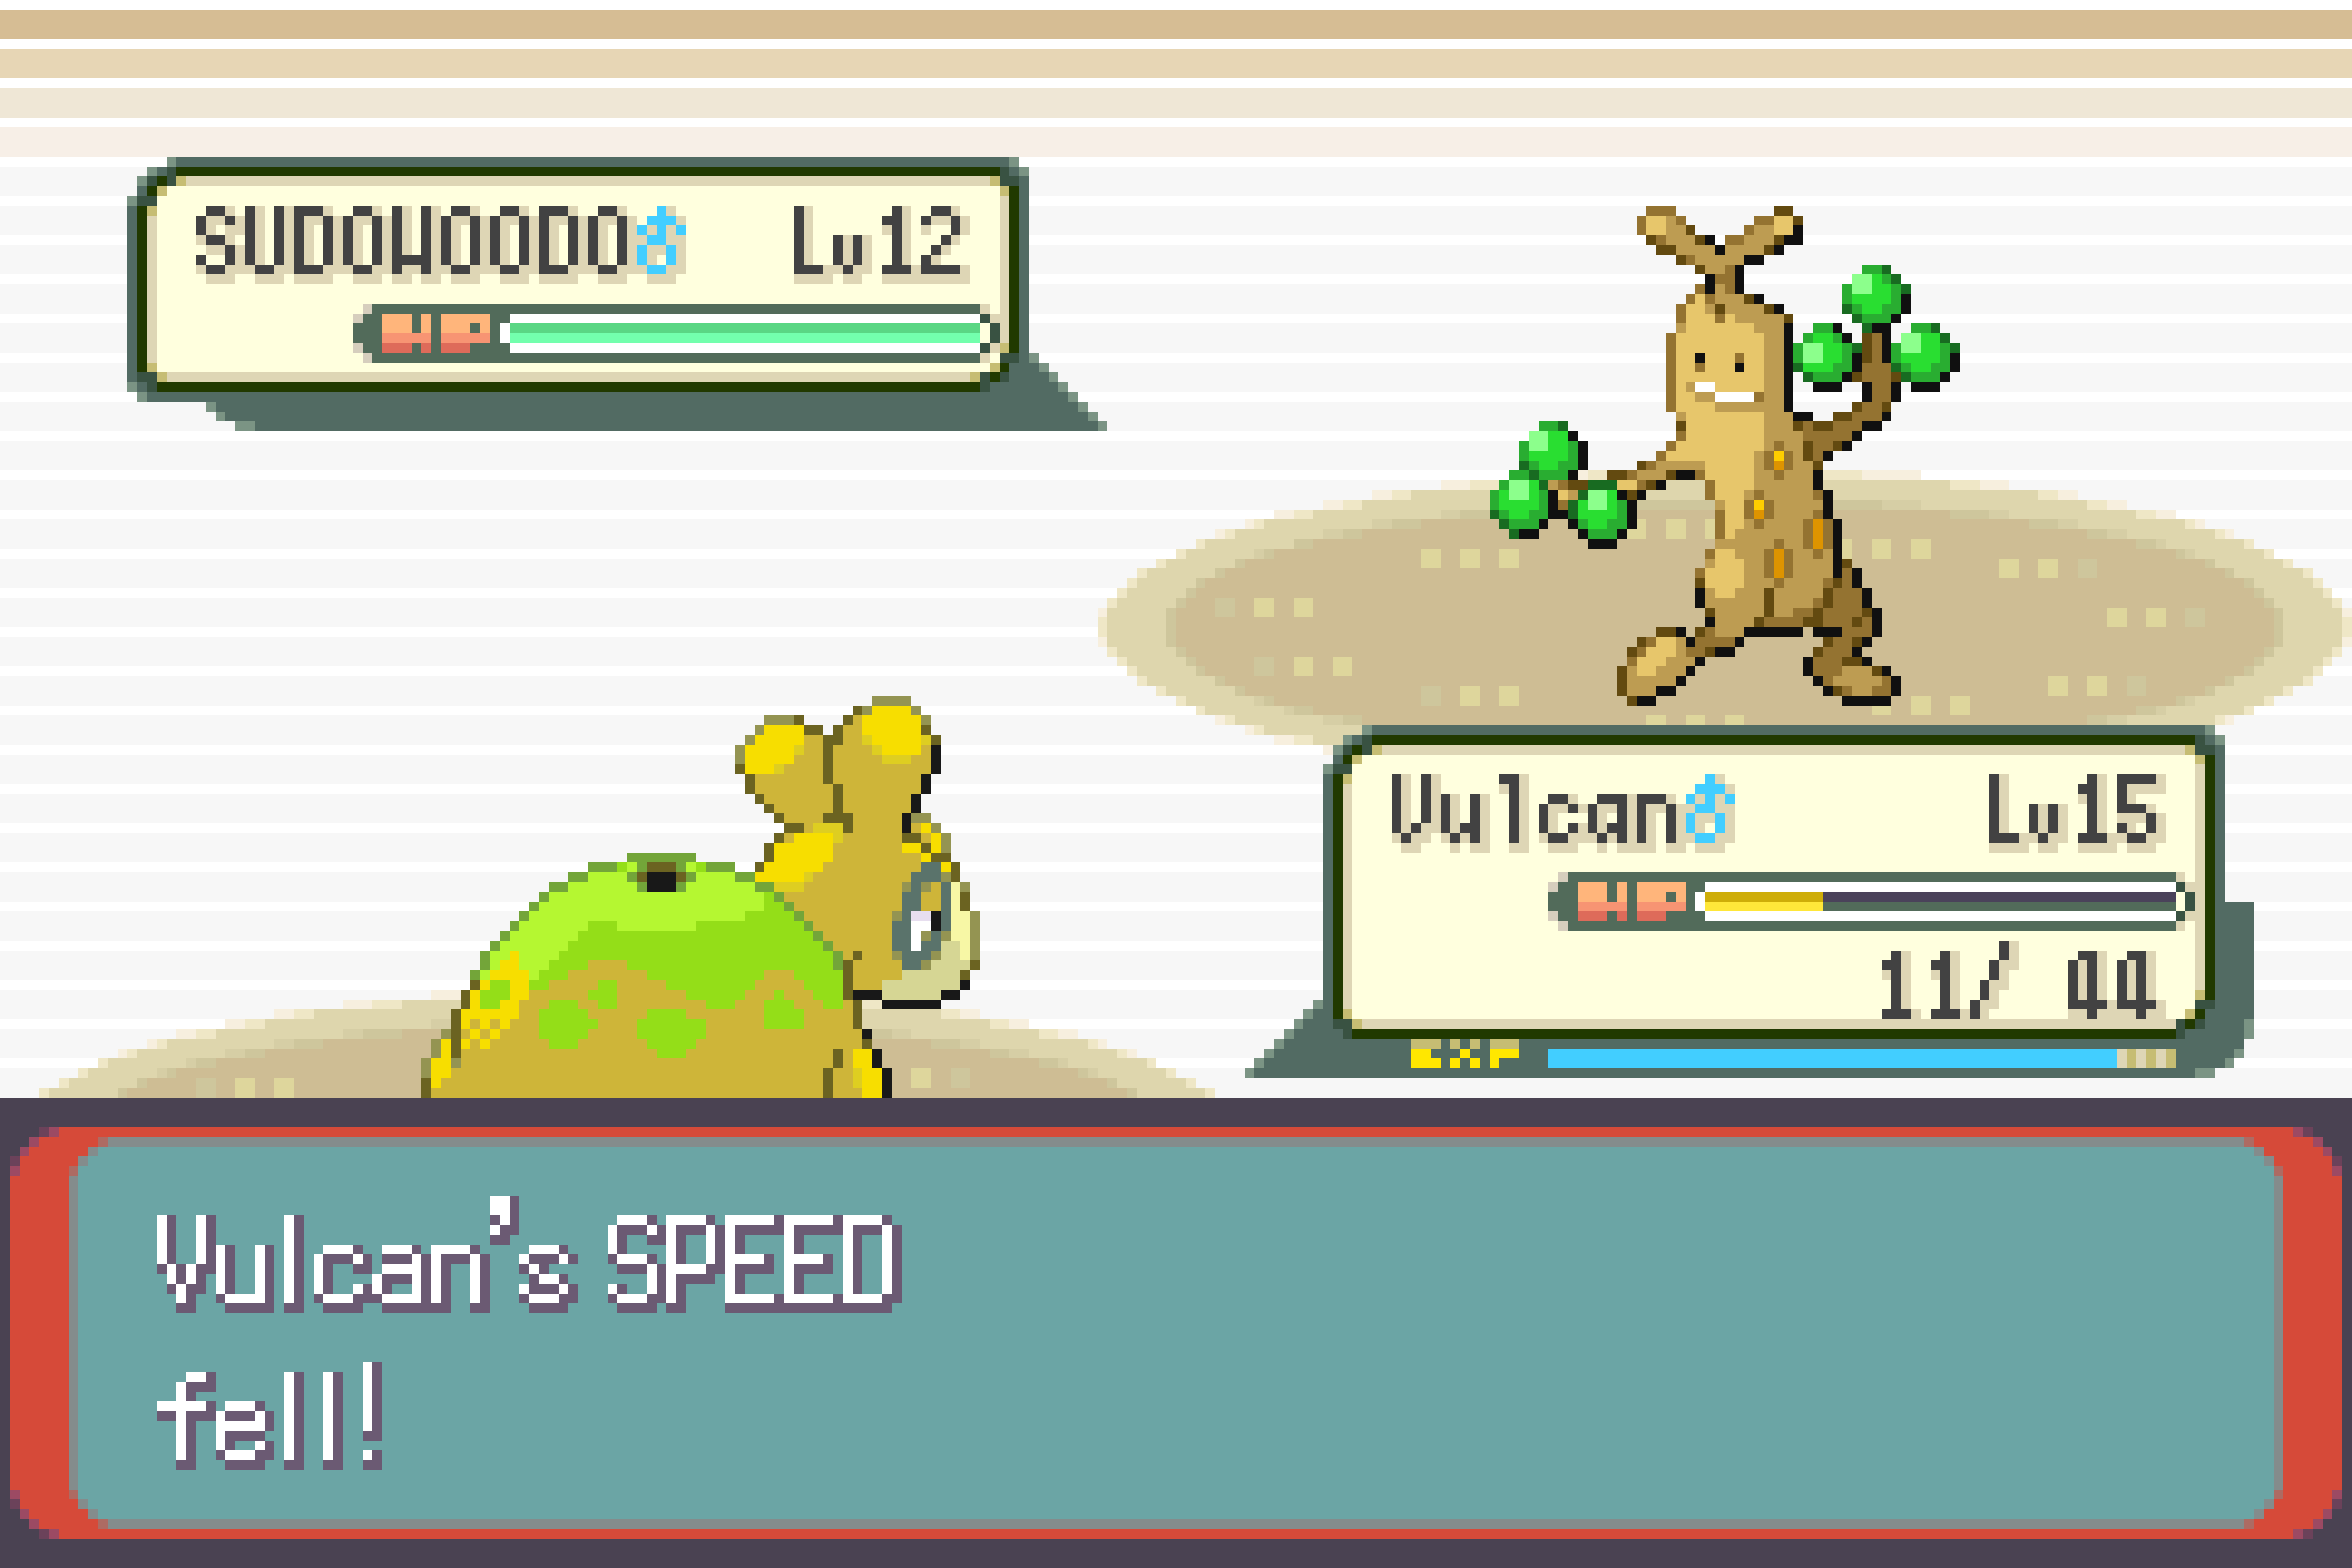 SUDOWOODO♂ Lv12
HP
Vulcan♂ Lv15
HP
11/ 44
EXP
Vulcan's SPEED
fell!